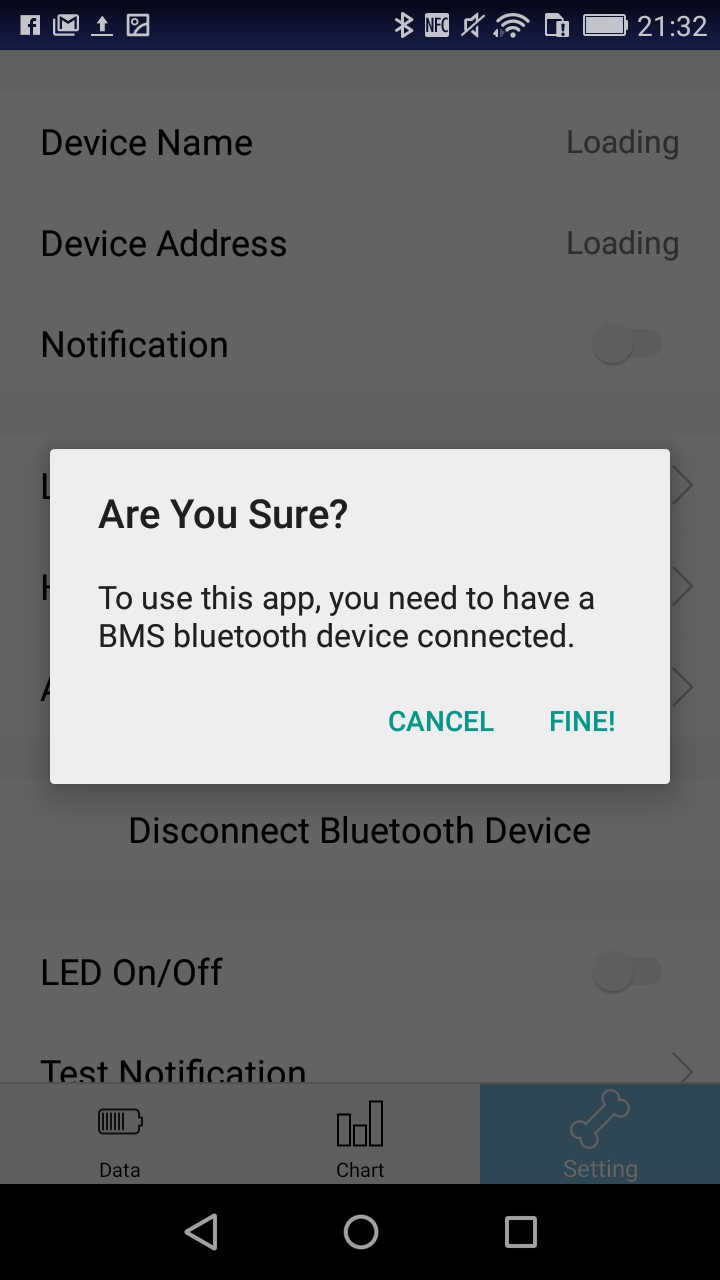 NFC 21:32
Device Name Loading
Device Address Loading
Notification
Are You Sure?
To use this app, you need to have a
BMS bluetooth device connected.
CANCEL FINE!
Disconnect Bluetooth Device
LED On/Off
Test Notification
Data Chart Setting